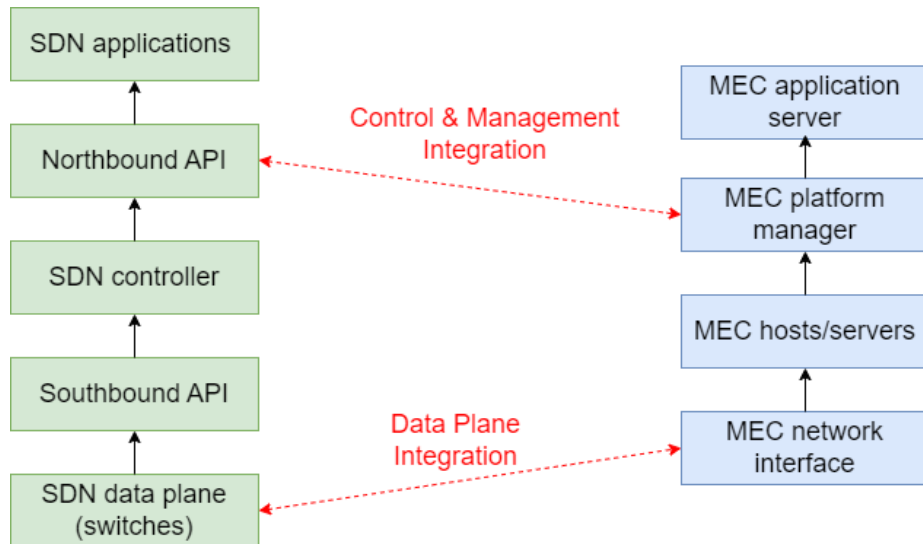 SDN applications
Northbound API
SDN controller
Southbound API
SDN data plane
(switches)
Control & Management
Integration
Data Plane
Integration
MEC application
server
MEC platform
manager
MEC hosts/servers
MEC network
interface